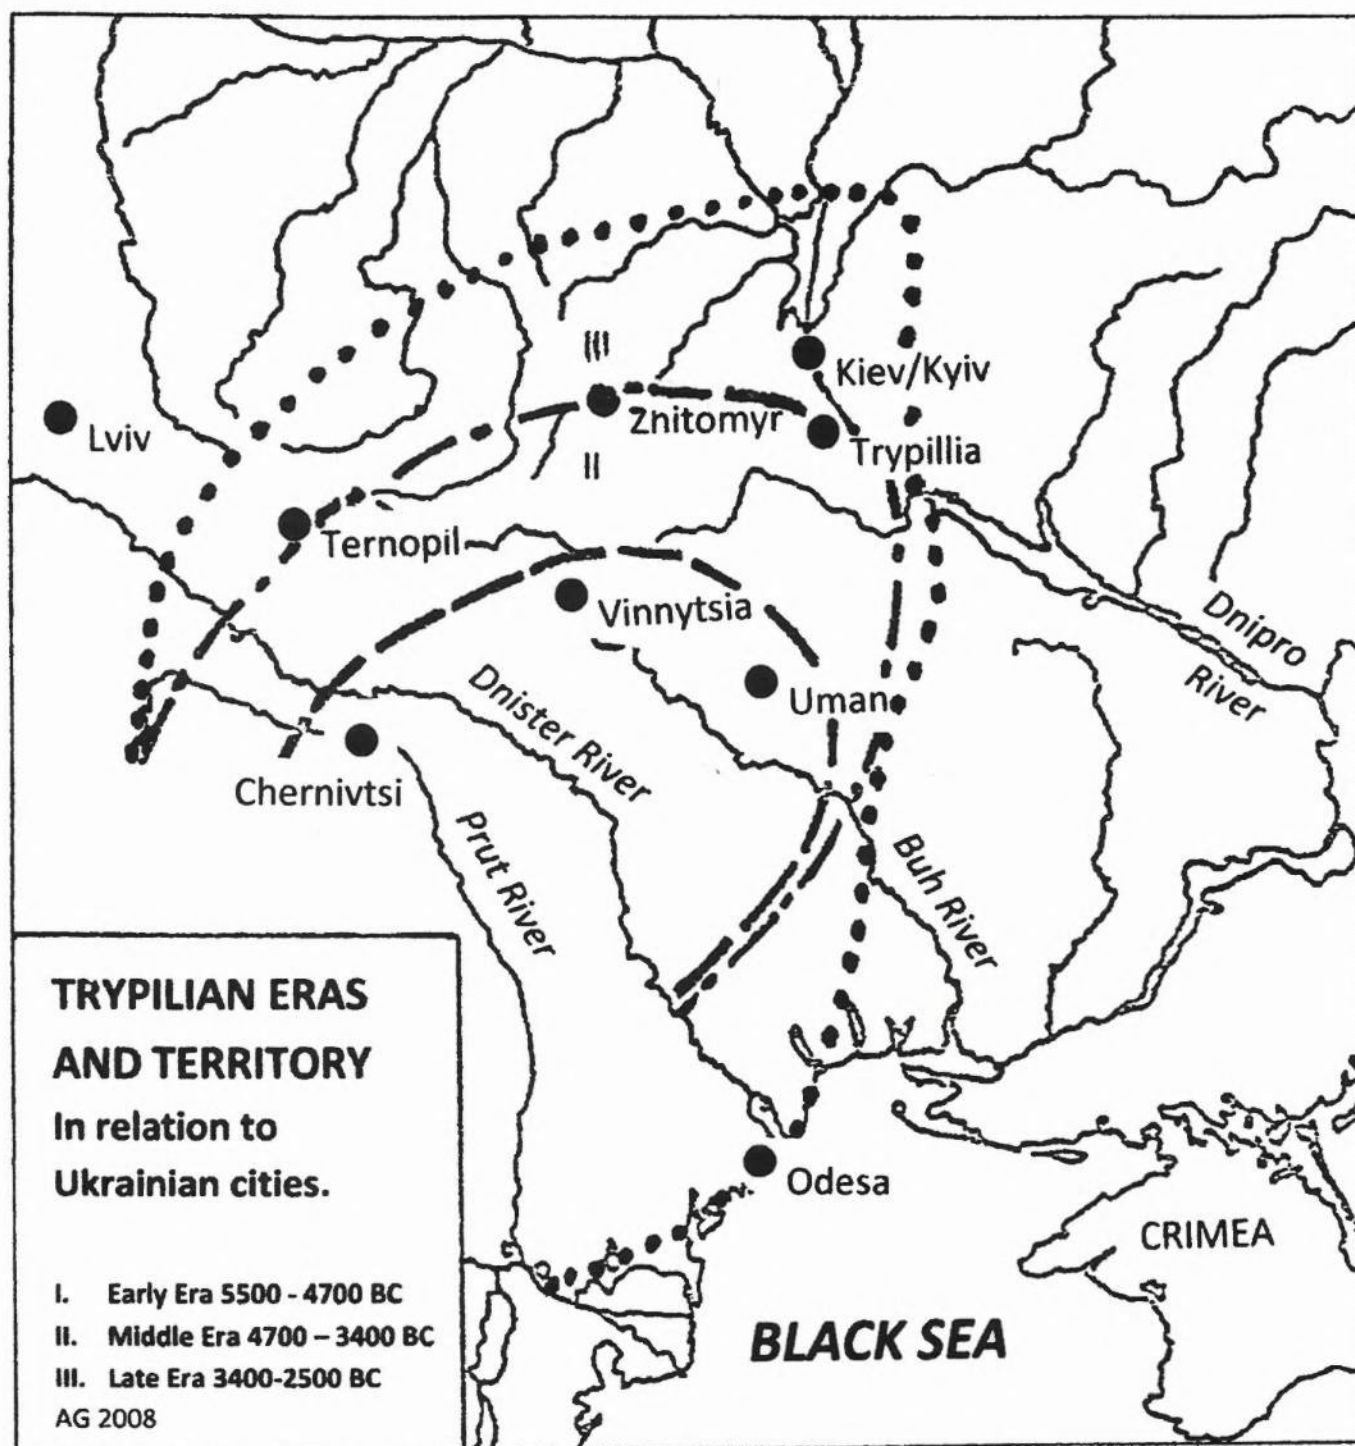 III
Kiev/Kyiv
Lviv
Znitomyr
Trypillia
II
Ternopil
Vinnytsia
Dnipro
River
Uman
Dnister River
Chernivtsi
Prut River
Buh River
TRYPILIAN ERAS
AND TERRITORY
In relation to
Ukrainian cities.
I. Early Era 5500 - 4700 BC
II. Middle Era 4700 – 3400 BC
III. Late Era 3400-2500 BC
AG 2008
Odesa
CRIMEA
BLACK SEA